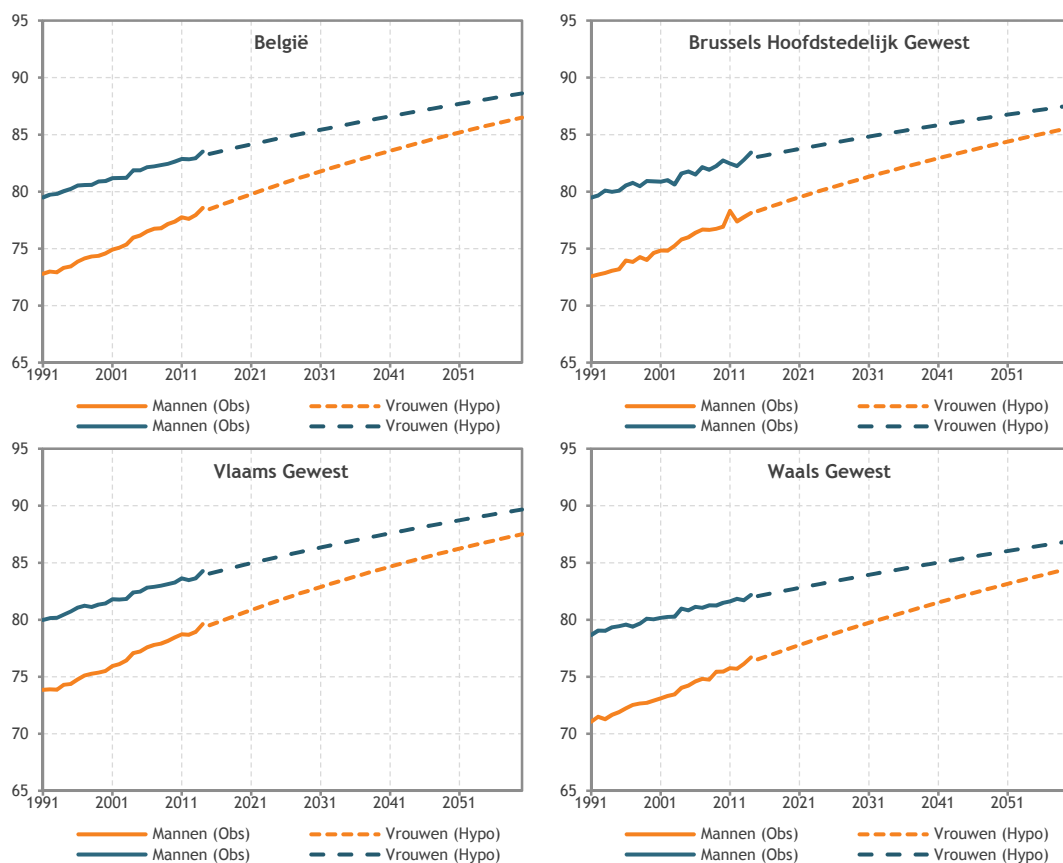 België
95
90
85
80
75
70
65
1991 2001 2011 2021 2031 2041 2051
Mannen (Obs) Vrouwen (Hypo)
Mannen (Obs) Vrouwen (Hypo)
Brussels Hoofdstedelijk Gewest
95
90
85
80
75
70
65
1991 2001 2011 2021 2031 2041 2051
Mannen (Obs) Vrouwen (Hypo)
Mannen (Obs) Vrouwen (Hypo)
Vlaams Gewest
95
90
85
80
75
70
65
1991 2001 2011 2021 2031 2041 2051
Mannen (Obs) Vrouwen (Hypo)
Mannen (Obs) Vrouwen (Hypo)
Waals Gewest
95
90
85
80
75
70
65
1991 2001 2011 2021 2031 2041 2051
Mannen (Obs) Vrouwen (Hypo)
Mannen (Obs) Vrouwen (Hypo)